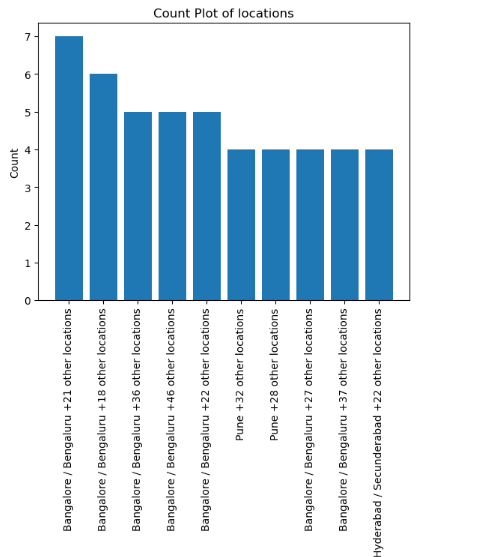 Count Plot of locations
Count
7
6
5
4
3
2
1
0
Bangalore / Bengaluru +21 other locations
Bangalore / Bengaluru +18 other locations
Bangalore / Bengaluru +36 other locations
Bangalore / Bengaluru +46 other locations
Bangalore / Bengaluru +22 other locations
Pune +32 other locations
Pune +28 other locations
Bangalore / Bengaluru +27 other locations
Bangalore / Bengaluru +37 other locations
Hyderabad / Secunderabad +22 other locations